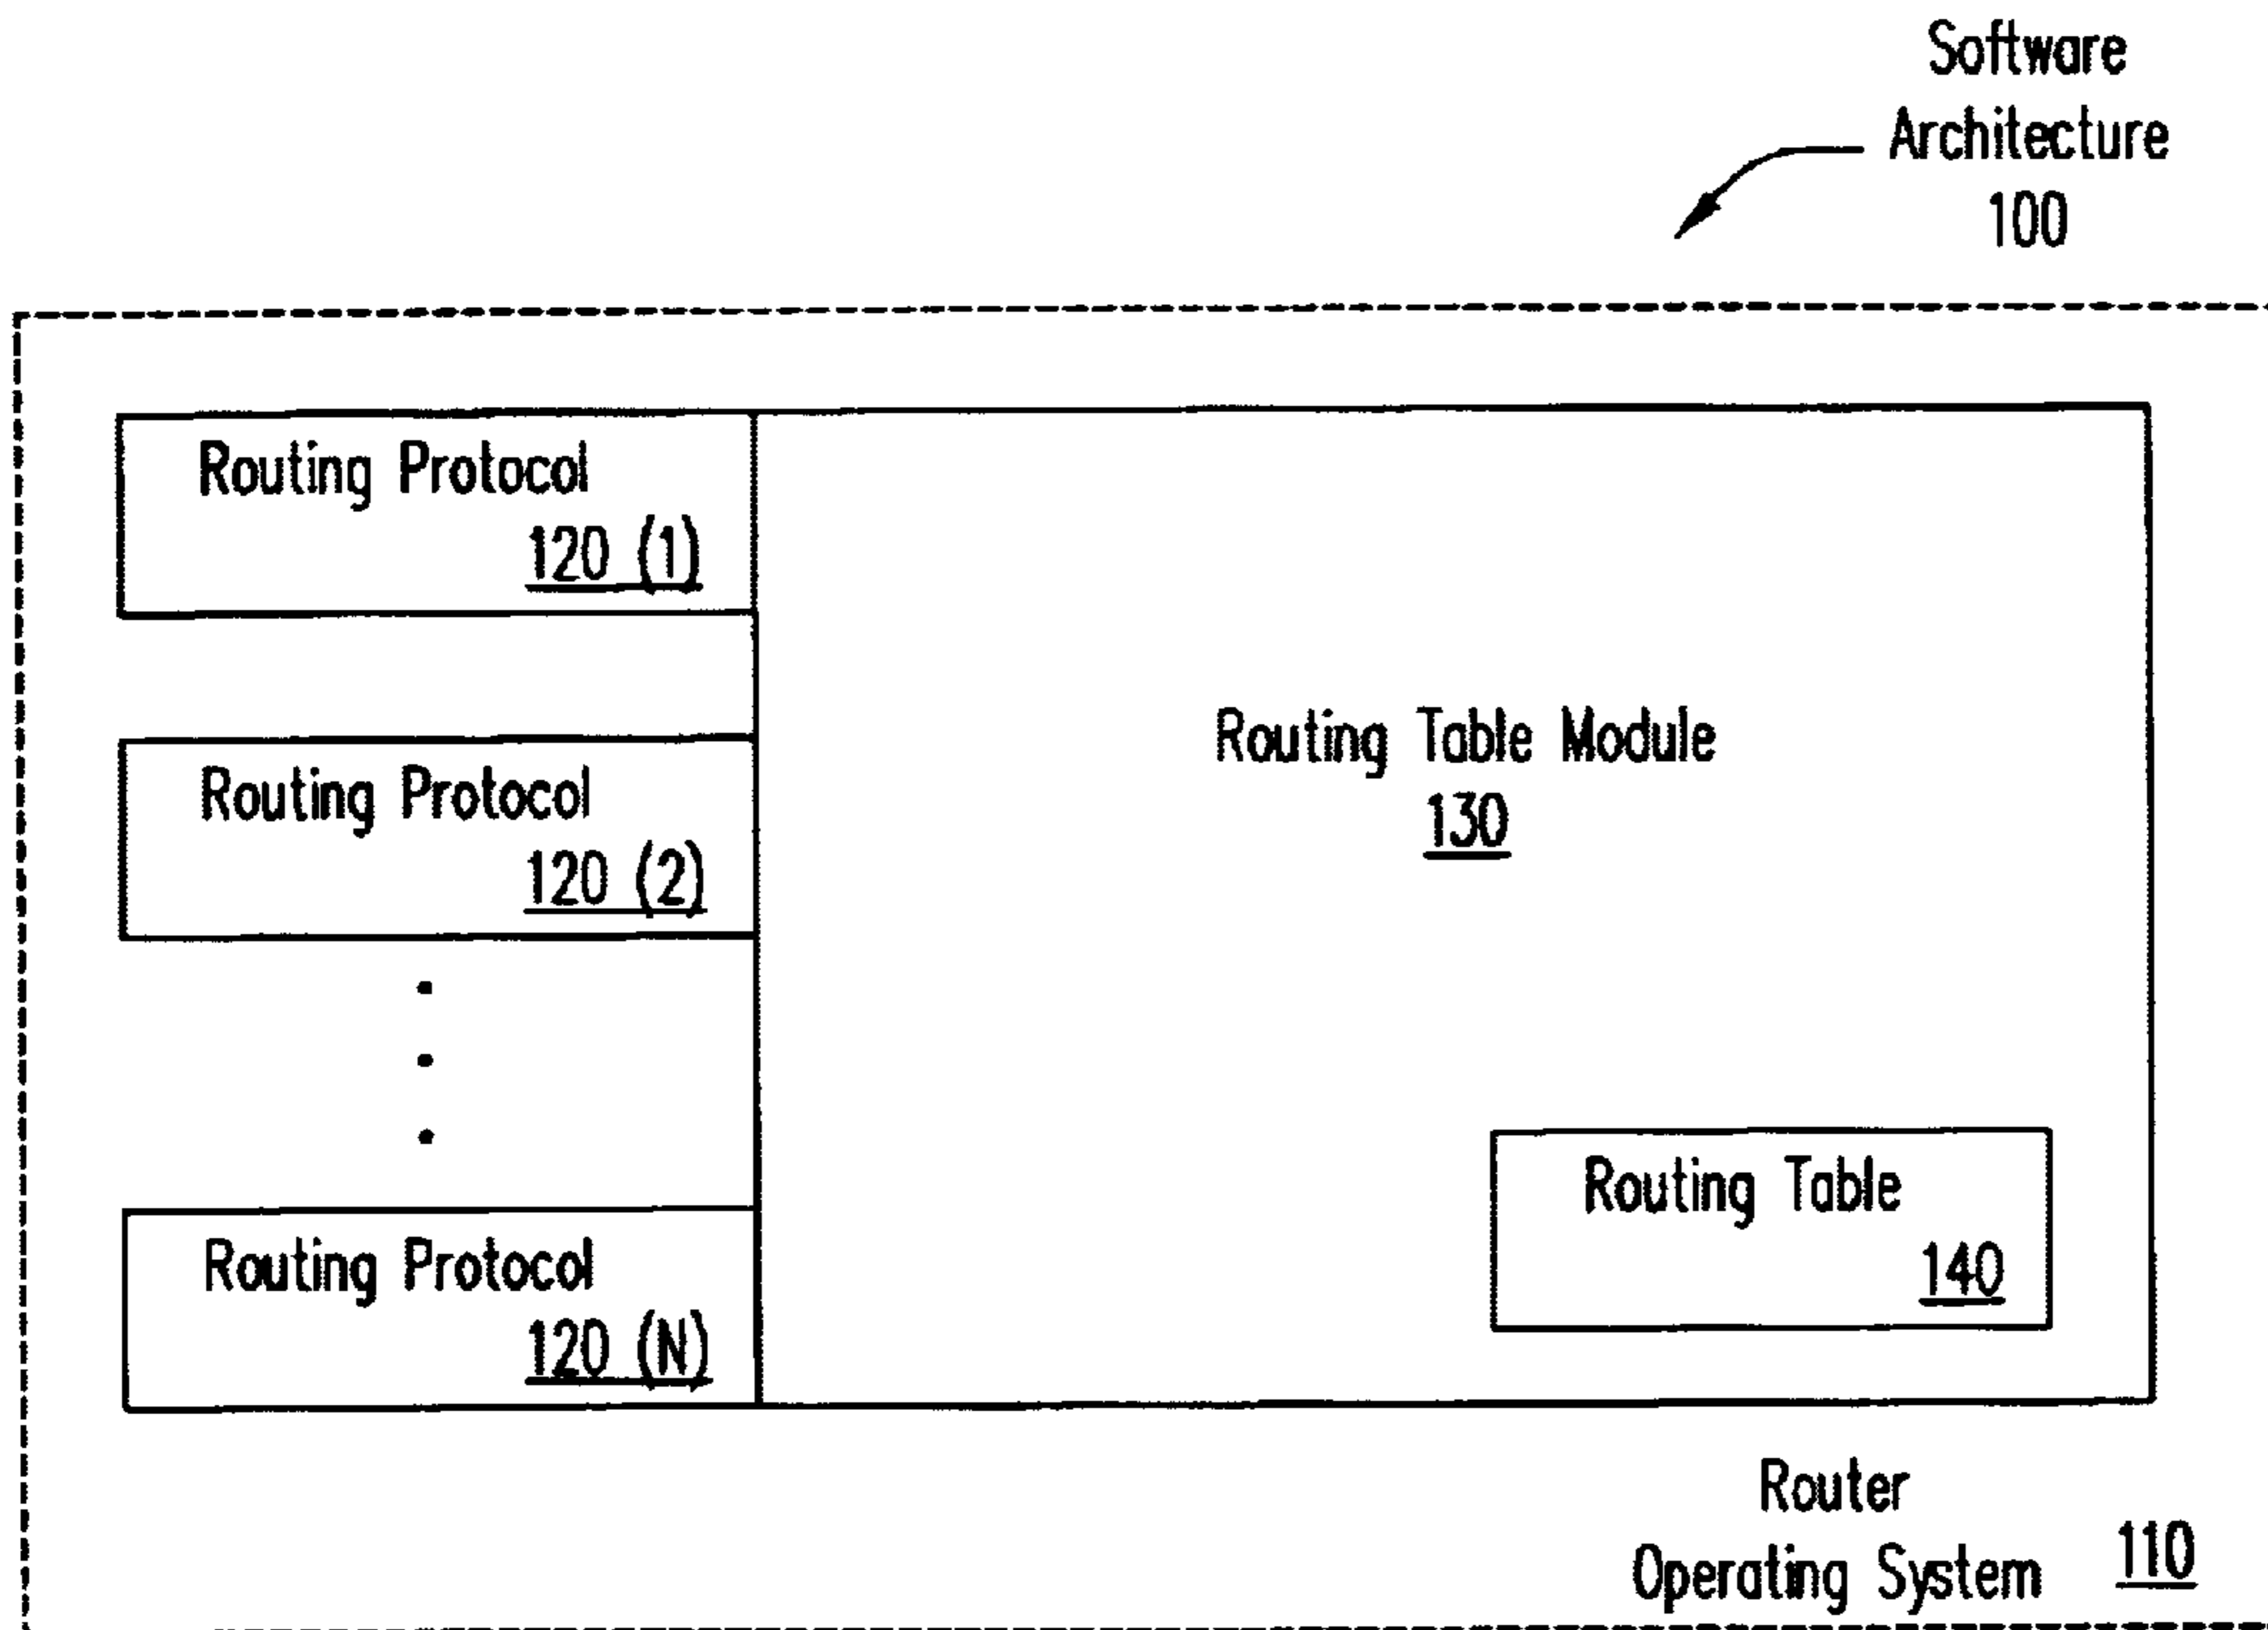 Software
Architecture
100
Routing Protocol
120 (1)
Routing Protocol
120 (2)
Routing Table Module
130
Routing Protocol
120 (N)
Routing Table
140
Router
Operating System 110